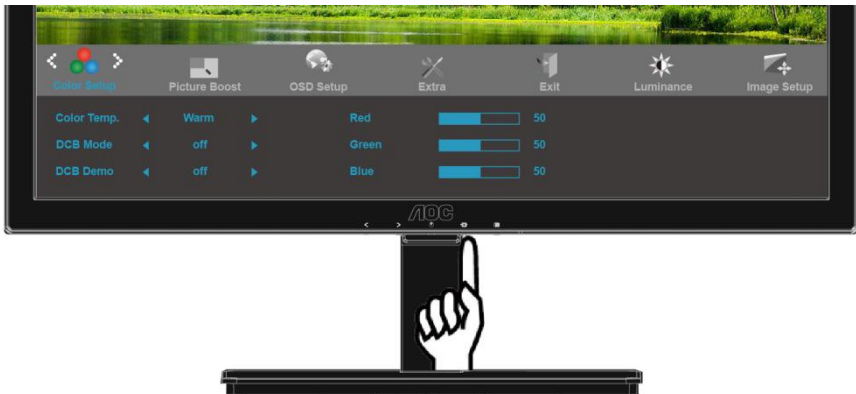 Color Setup Picture Boost OSD Setup Extra Exit Luminance Image Setup
Color Temp. Warm Red 50
DCB Mode off Green 50
DCB Demo off Blue 50
AOC